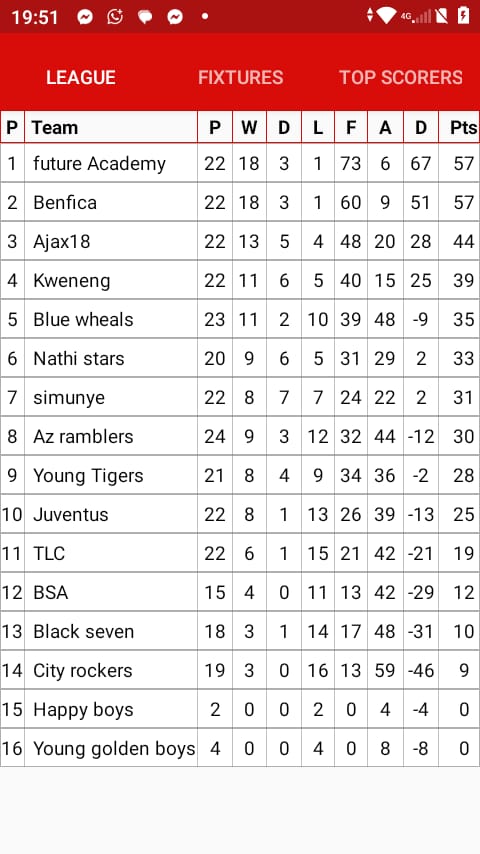 19:51 4G
LEAGUE FIXTURES TOP SCORERS
P Team P W D L F A D Pts
1 future Academy 22 18 3 1 73 6 67 57
2 Benfica 22 18 3 1 60 9 51 57
3 Ajax18 22 13 5 4 48 20 28 44
4 Kweneng 22 11 6 5 40 15 25 39
5 Blue wheals 23 11 2 10 39 48 -9 35
6 Nathi stars 20 9 6 5 31 29 2 33
7 simunye 22 8 7 7 24 22 2 31
8 Az ramblers 24 9 3 12 32 44 -12 30
9 Young Tigers 21 8 4 9 34 36 -2 28
10 Juventus 22 8 1 13 26 39 -13 25
11 TLC 22 6 1 15 21 42 -21 19
12 BSA 15 4 0 11 13 42 -29 12
13 Black seven 18 3 1 14 17 48 -31 10
14 City rockers 19 3 0 16 13 59 -46 9
15 Happy boys 2 0 0 2 0 4 -4 0
16 Young golden boys 4 0 0 4 0 8 -8 0